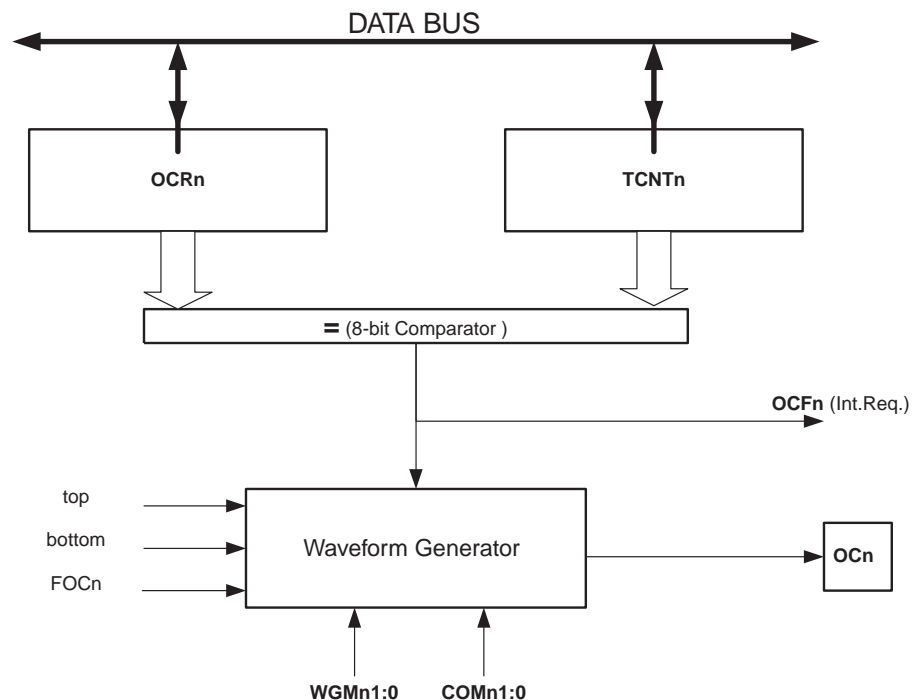 DATA BUS
OCRn
TCNTn
= (8-bit Comparator )
OCFn (Int.Req.)
top
bottom
FOCn
Waveform Generator
OCn
WGMn1:0
COMn1:0